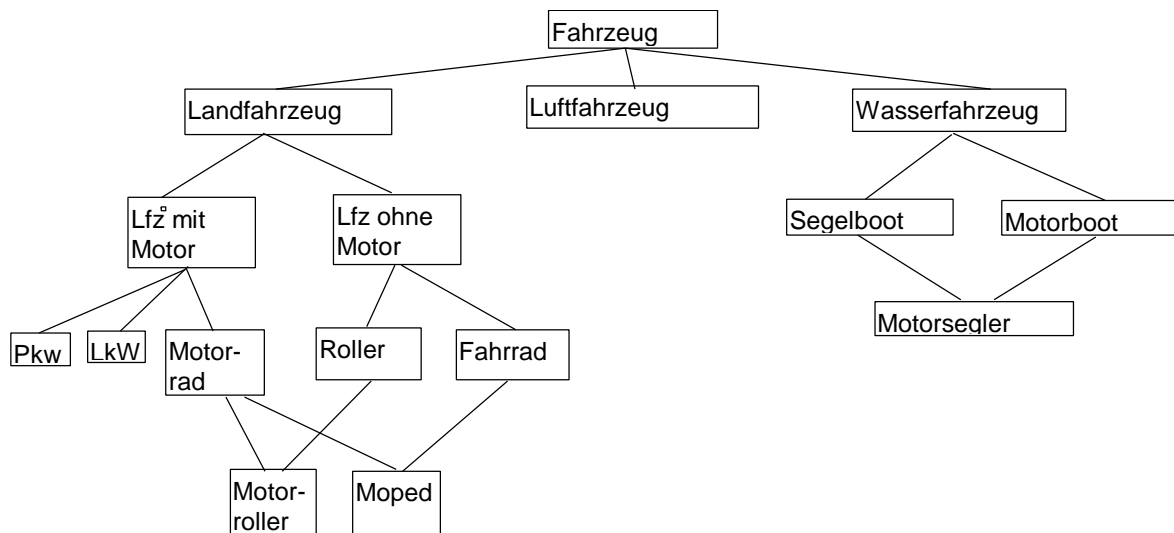 Fahrzeug
Landfahrzeug
Luftfahrzeug
Wasserfahrzeug
Lfz mit
Motor
Lfz ohne
Motor
Segelboot
Motorboot
Motorsegler
Pkw
LkW
Motor-
rad
Roller
Fahrrad
Motor-
roller
Moped